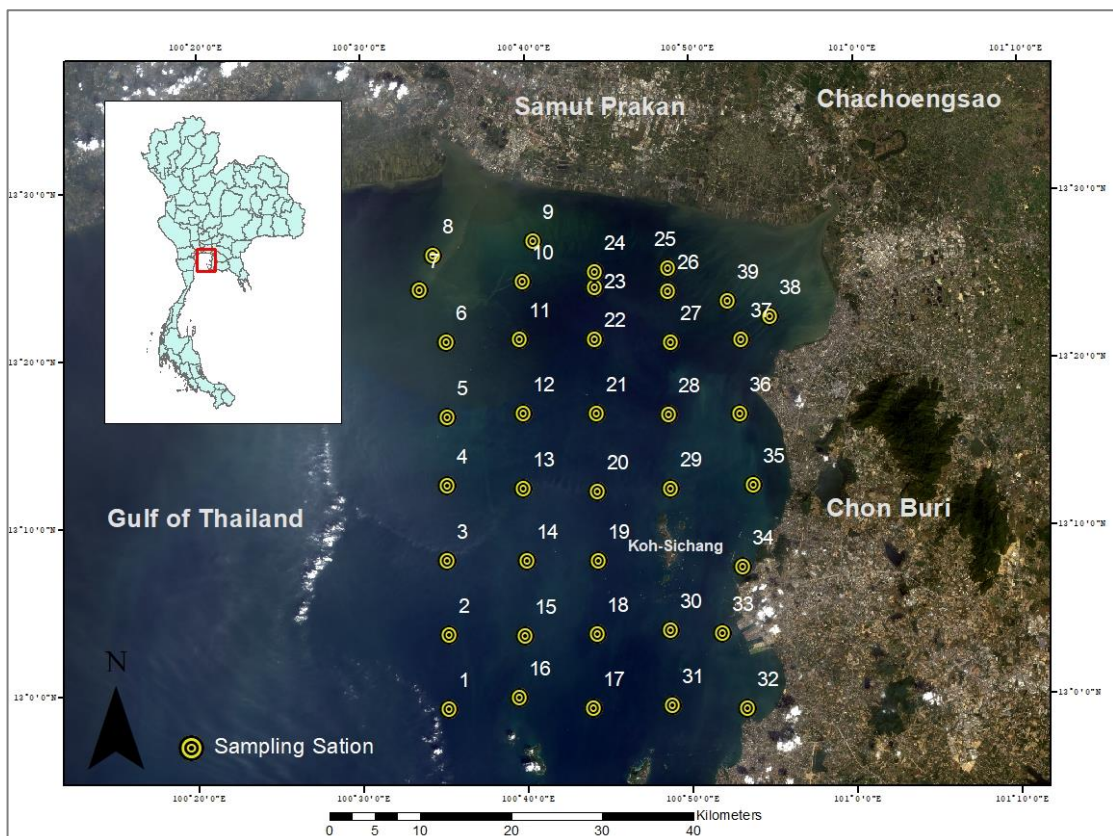 100°20'0"E 100°30'0"E 100°40'0"E 100°50'0"E 101°0'0"E 101°10'0"E
Samut Prakan
Chachoengsao
13°30'0"N 13°30'0"N
9
8
24 25
10
7
26
39
23
38
11
22
27
37
6
13°20'0"N 13°20'0"N
5 12 21 28 36
4 13 20 29 35
Gulf of Thailand
Chon Buri
13°10'0"N 13°10'0"N
3 14 19 Koh-Sichang 34
2 15 18 30 33
N
1 16 17 31 32
13°0'0"N 13°0'0"N
Sampling Sation
100°20'0"E 100°30'0"E 100°40'0"E 100°50'0"E 101°0'0"E 101°10'0"E
Kilometers
0 5 10 20 30 40